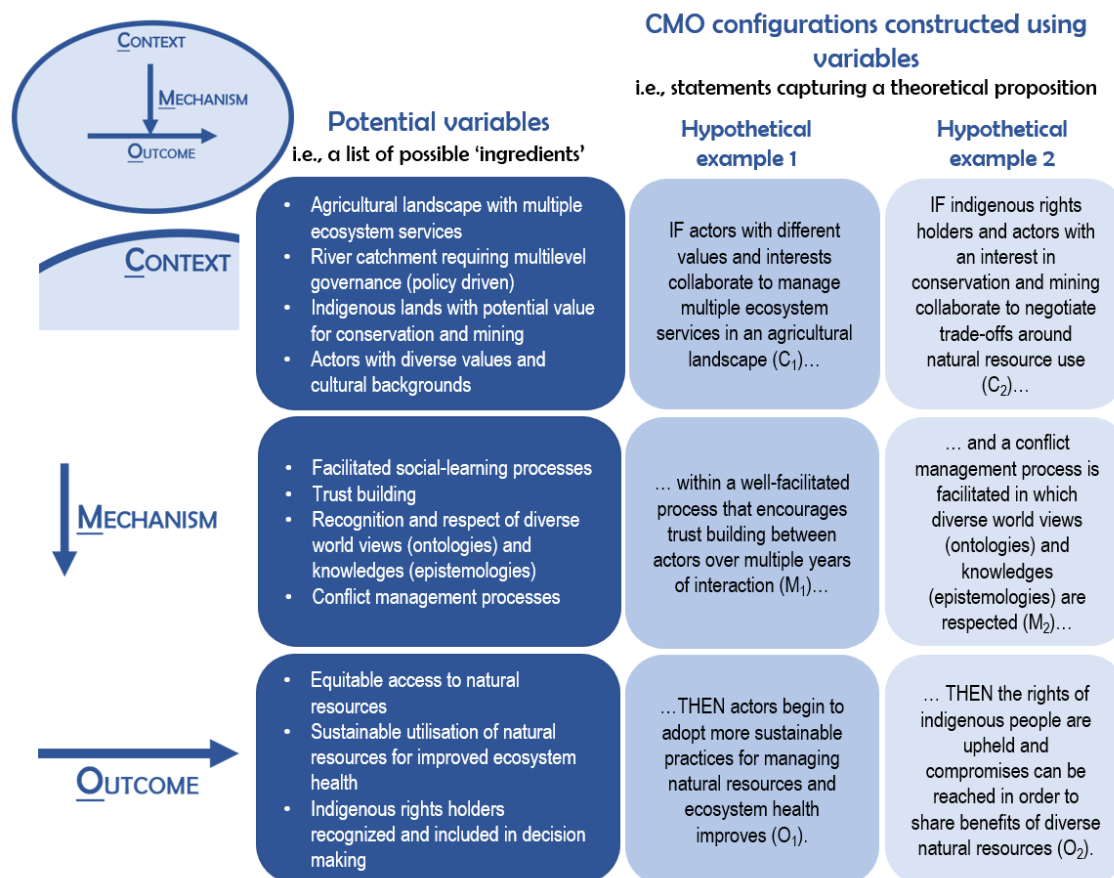 CONTEXT
MECHANISM
OUTCOME
Potential variables
i.e., a list of possible ‘ingredients’
CMO configurations constructed using
variables
i.e., statements capturing a theoretical proposition
Hypothetical
example 1
Hypothetical
example 2
CONTEXT
• Agricultural landscape with multiple
ecosystem services
• River catchment requiring multilevel
governance (policy driven)
• Indigenous lands with potential value
for conservation and mining
• Actors with diverse values and
cultural backgrounds
IF actors with different
values and interests
collaborate to manage
multiple ecosystem
services in an agricultural
landscape (C₁)…
IF indigenous rights
holders and actors with
an interest in
conservation and mining
collaborate to negotiate
trade-offs around
natural resource use
(C₂)…
MECHANISM
• Facilitated social-learning processes
• Trust building
• Recognition and respect of diverse
world views (ontologies) and
knowledges (epistemologies)
• Conflict management processes
… within a well-facilitated
process that encourages
trust building between
actors over multiple years
of interaction (M₁)…
… and a conflict
management process is
facilitated in which
diverse world views
(ontologies) and
knowledges
(epistemologies) are
respected (M₂)…
OUTCOME
• Equitable access to natural
resources
• Sustainable utilisation of natural
resources for improved ecosystem
health
• Indigenous rights holders
recognized and included in decision
making
…THEN actors begin to
adopt more sustainable
practices for managing
natural resources and
ecosystem health
improves (O₁).
… THEN the rights of
indigenous people are
upheld and
compromises can be
reached in order to
share benefits of diverse
natural resources (O₂).